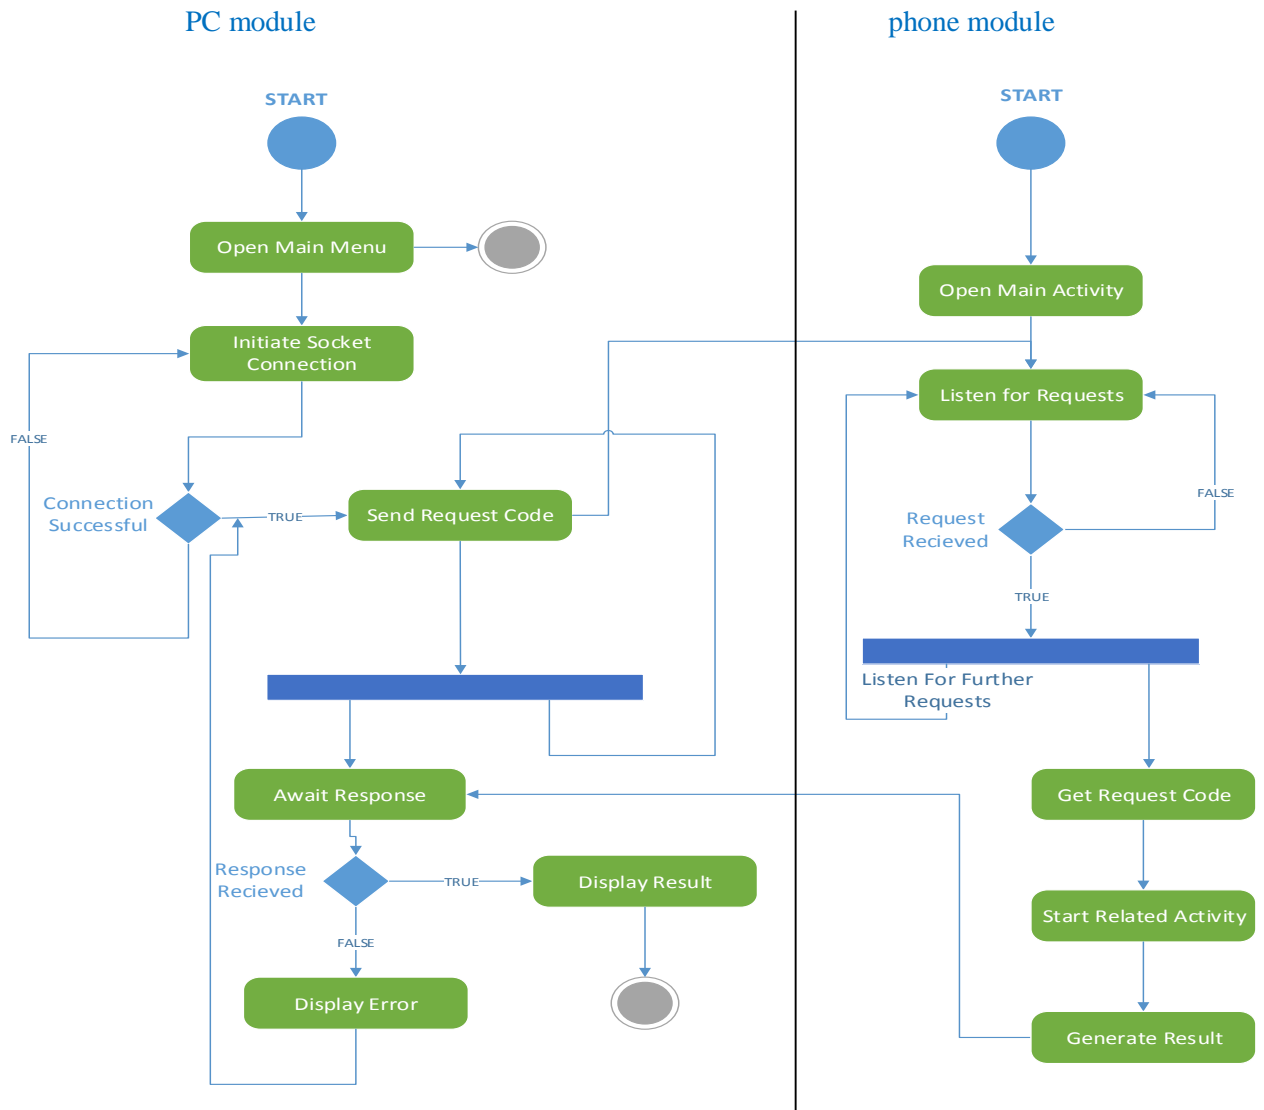 PC module
phone module
START
START
Open Main Menu
Open Main Activity
Initiate Socket
Connection
Listen for Requests
FALSE
Connection
Successful
TRUE
Send Request Code
FALSE
Request
Recieved
TRUE
Listen For Further
Requests
Await Response
Get Request Code
Response
Recieved
TRUE
Display Result
Start Related Activity
FALSE
Display Error
Generate Result